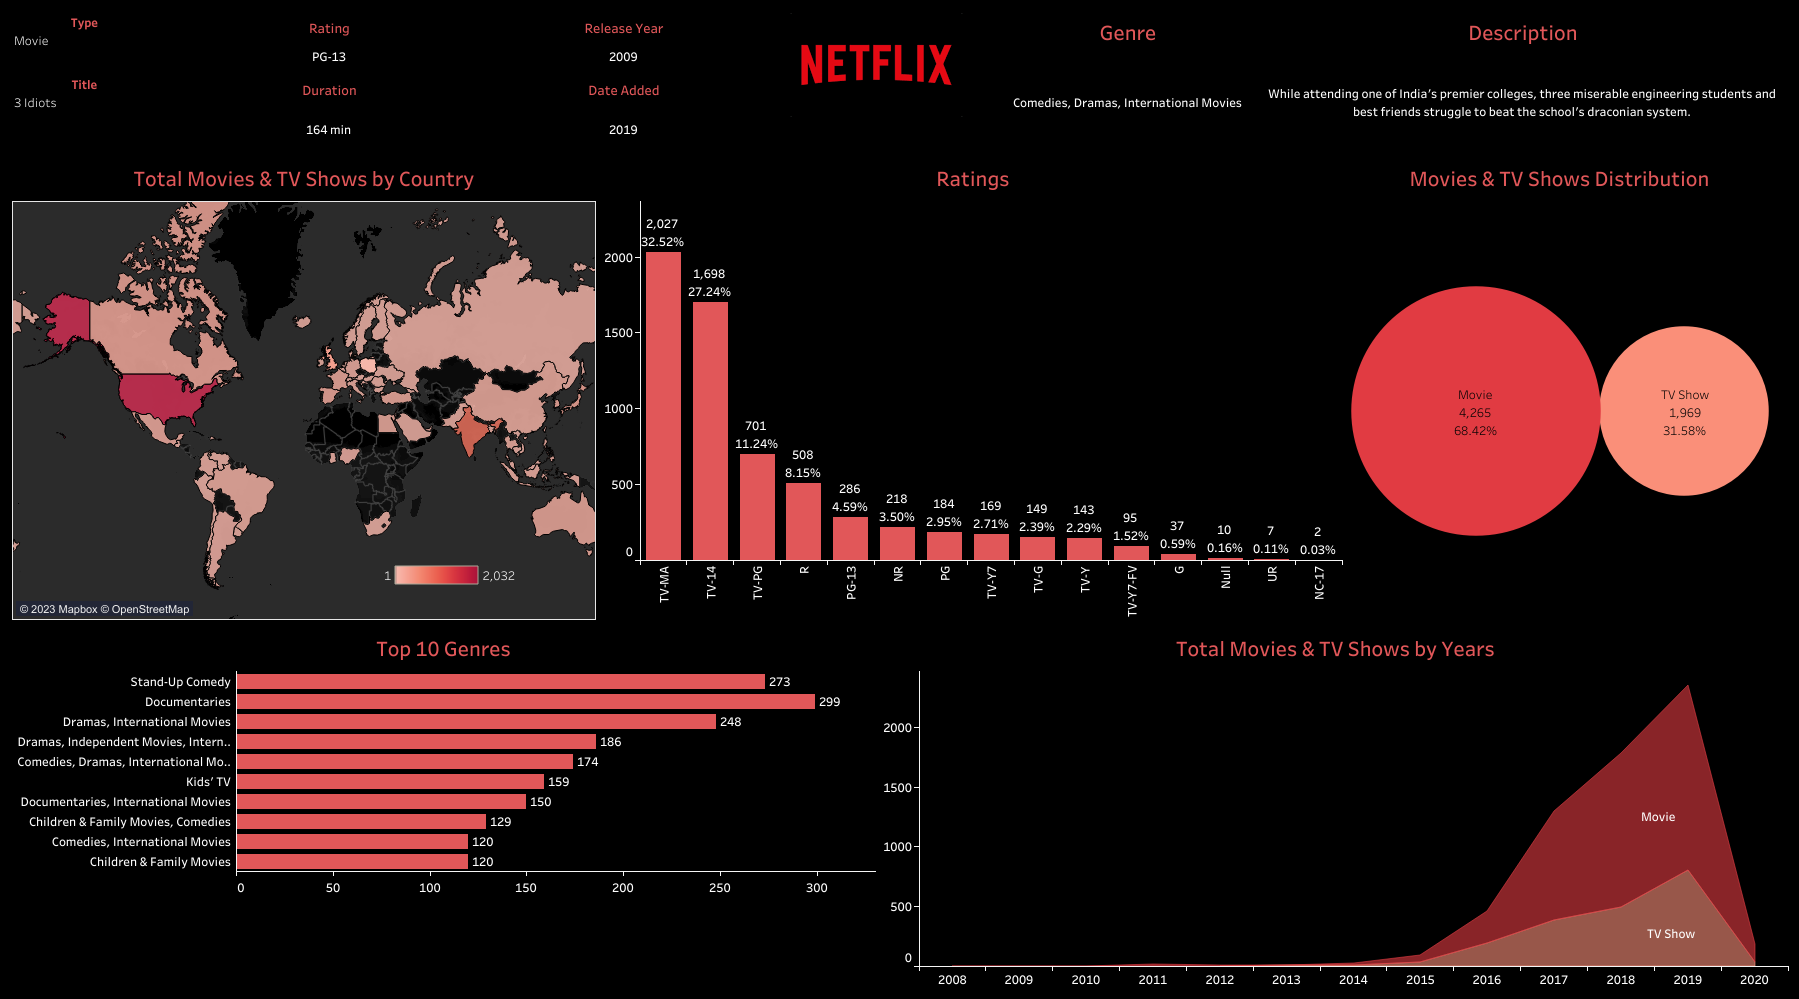 Type
Movie
Title
3 Idiots
Rating
PG-13
Duration
164 min
Release Year
2009
Date Added
2019
NETFLIX
Genre
Comedies, Dramas, International Movies
Description
While attending one of India's premier colleges, three miserable engineering students and
best friends struggle to beat the school's draconian system.
Total Movies & TV Shows by Country
1
2,032
© 2023 Mapbox © OpenStreetMap
Ratings
2000
1500
1000
500
0
2,027
32.52%
1,698
27.24%
701
11.24%
508
8.15%
286
4.59%
218
3.50%
184
2.95%
169
2.71%
149
2.39%
143
2.29%
95
1.52%
37
0.59%
10
0.16%
7
0.11%
2
0.03%
TV-MA
TV-14
TV-PG
R
PG-13
NR
PG
TV-Y7
TV-G
TV-Y
TV-Y7-FV
G
Null
UR
NC-17
Movies & TV Shows Distribution
Movie
4,265
68.42%
TV Show
1,969
31.58%
Top 10 Genres
Stand-Up Comedy 273
Documentaries 299
Dramas, International Movies 248
Dramas, Independent Movies, Intern.. 186
Comedies, Dramas, International Mo.. 174
Kids' TV 159
Documentaries, International Movies 150
Children & Family Movies, Comedies 129
Comedies, International Movies 120
Children & Family Movies 120
0 50 100 150 200 250 300
Total Movies & TV Shows by Years
2000
1500
1000
500
0
Movie
TV Show
2008 2009 2010 2011 2012 2013 2014 2015 2016 2017 2018 2019 2020